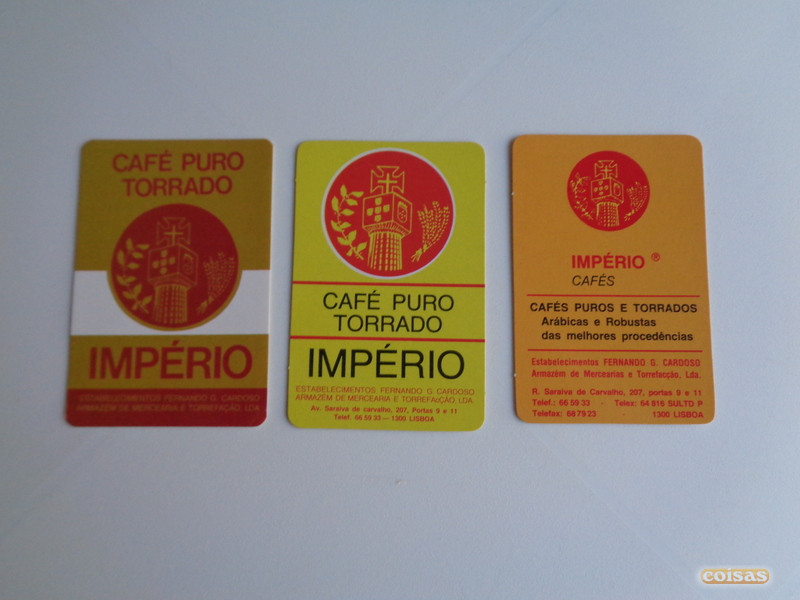 CAFÉ PURO
TORRADO
IMPÉRIO
ESTABELECIMENTOS FERNANDO G. CARDOSO
ARMAZÉM DE MERCEARIA E TORREFAÇÃO, LDA.
CAFÉ PURO
TORRADO
IMPÉRIO
ESTABELECIMENTOS FERNANDO G. CARDOSO
ARMAZÉM DE MERCEARIA E TORREFACÇÃO, LDA.
Av. Saraiva de carvalho, 207, Portas 9 e 11
Telef. 66 59 33 — 1300 LISBOA
IMPÉRIO ®
CAFÉS
CAFÉS PUROS E TORRADOS
Arábicas e Robustas
das melhores procedências
Estabelecimentos FERNANDO G. CARDOSO
Armazém de Mercearias e Torrefacção, Lda.
R. Saraiva de Carvalho, 207, portas 9 e 11
Telef.: 66 59 33 - Telex: 64 816 SULTD P
Telefax: 68 79 23 - 1300 LISBOA
coisas